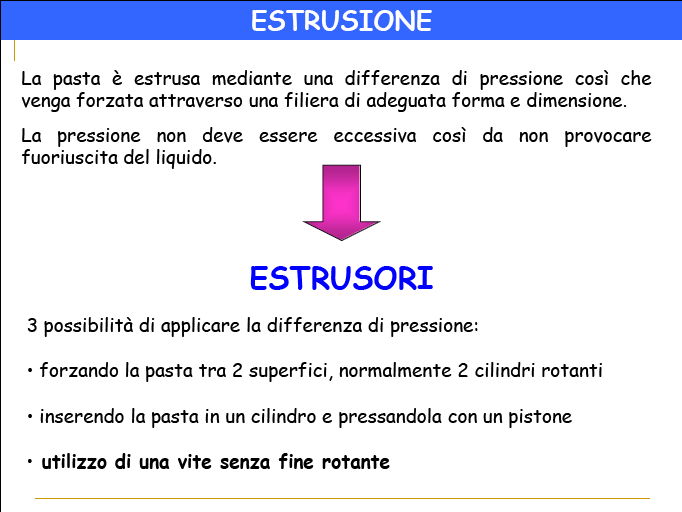 ESTRUSIONE
La pasta è estrusa mediante una differenza di pressione così che
venga forzata attraverso una filiera di adeguata forma e dimensione.
La pressione non deve essere eccessiva così da non provocare
fuoriuscita del liquido.
ESTRUSORI
3 possibilità di applicare la differenza di pressione:
• forzando la pasta tra 2 superfici, normalmente 2 cilindri rotanti
• inserendo la pasta in un cilindro e pressandola con un pistone
• utilizzo di una vite senza fine rotante